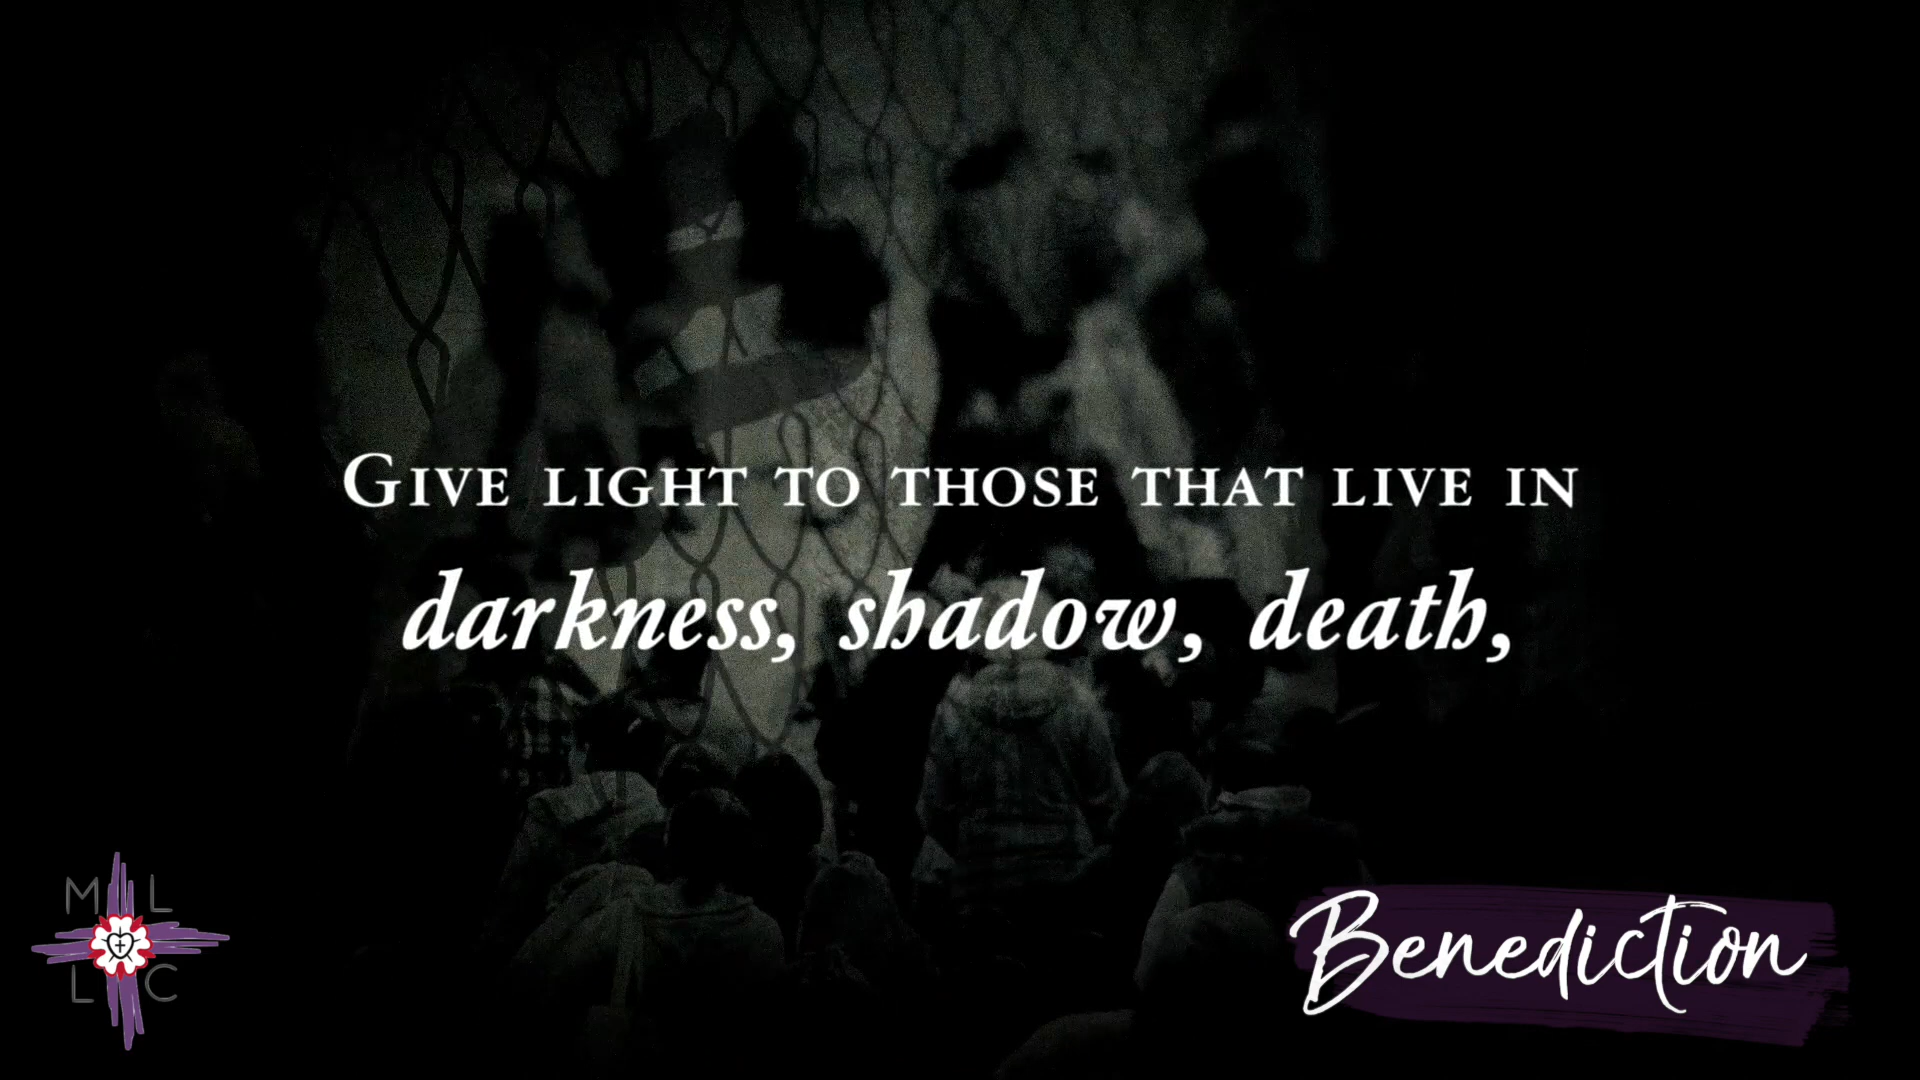 Give light to those that live in
darkness, shadow, death,
M L
L C
Benediction